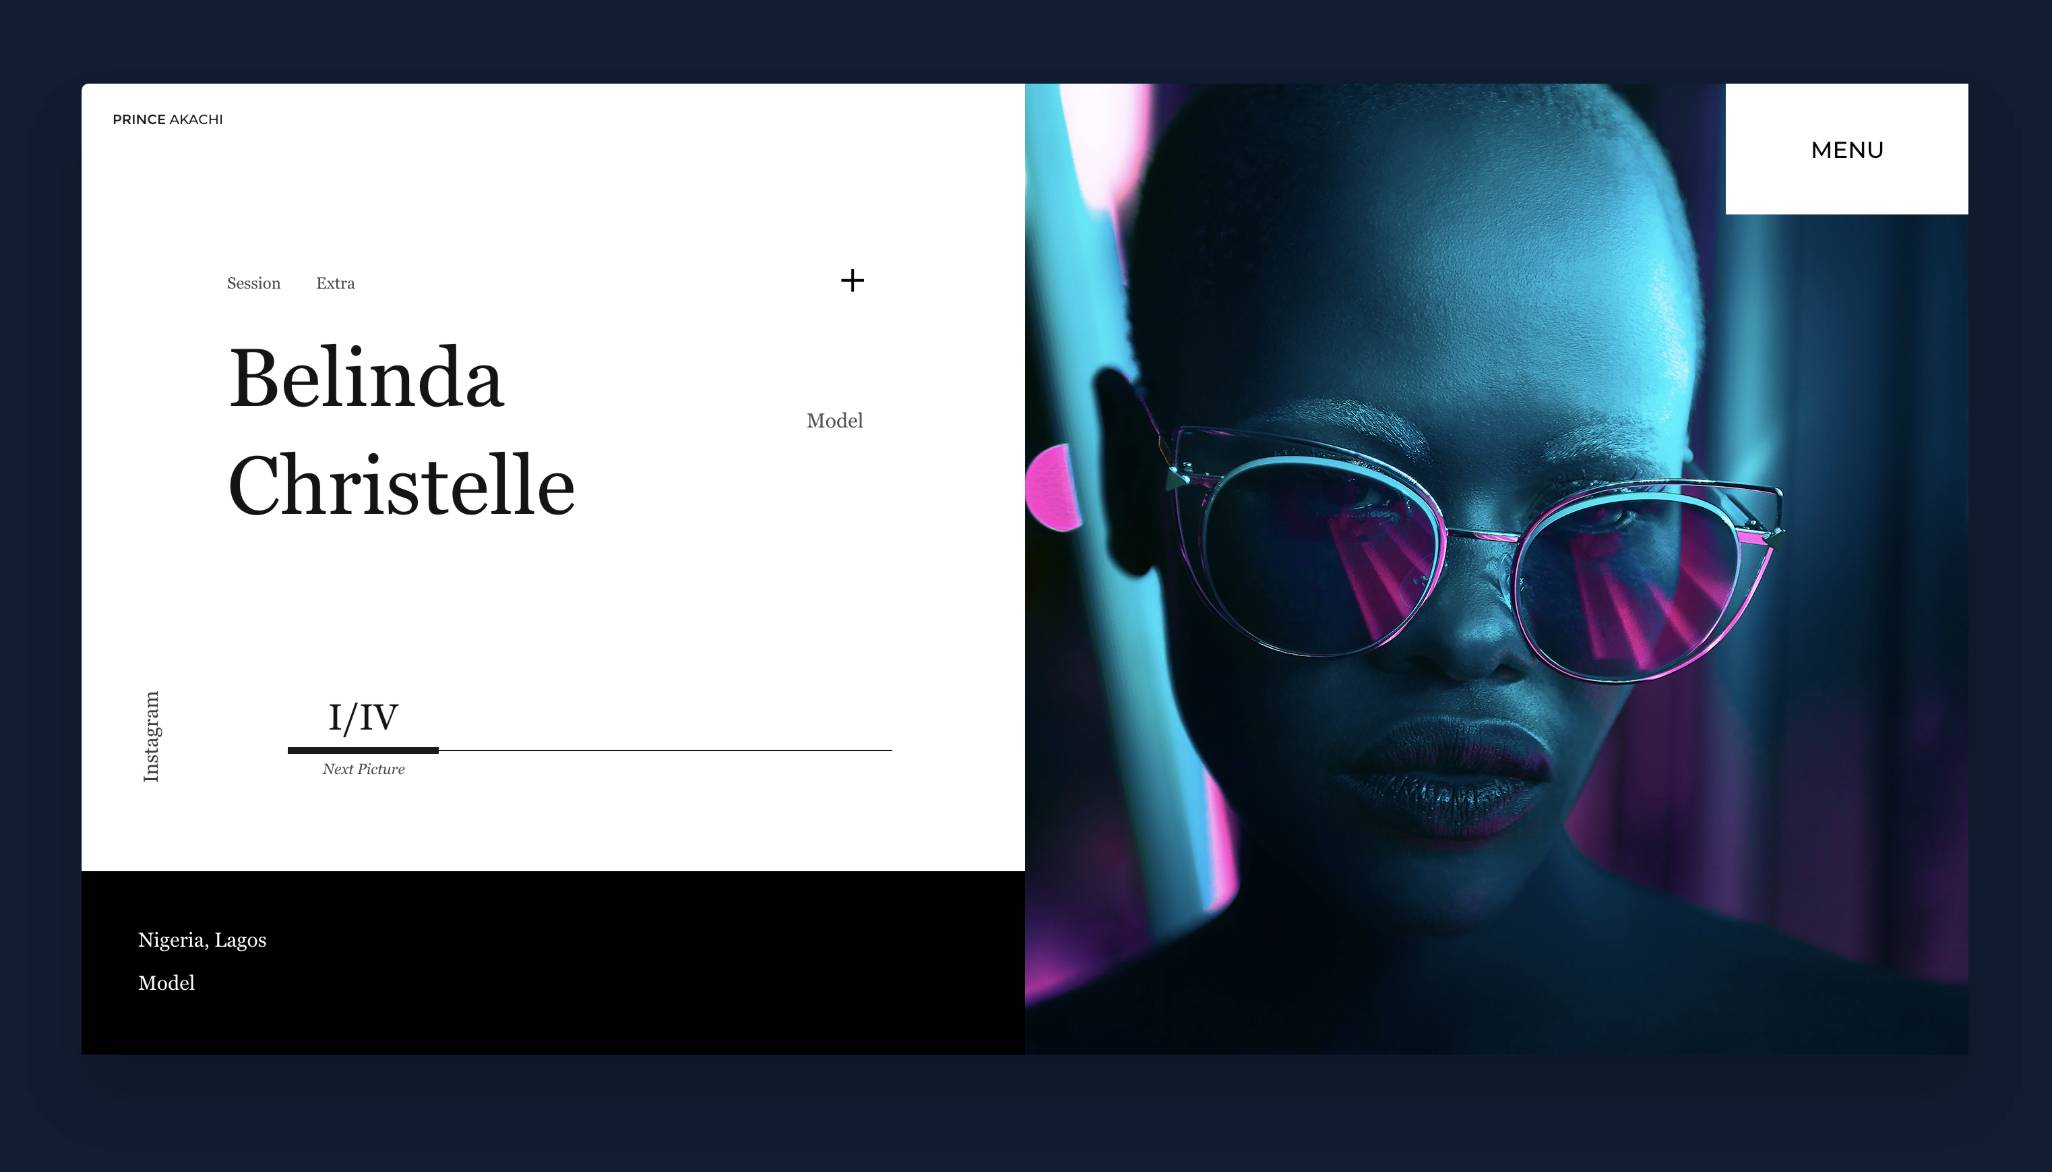 PRINCE AKACHI
MENU
Session Extra
+
Belinda
Christelle
Model
Instagram
I/IV
Next Picture
Nigeria, Lagos
Model